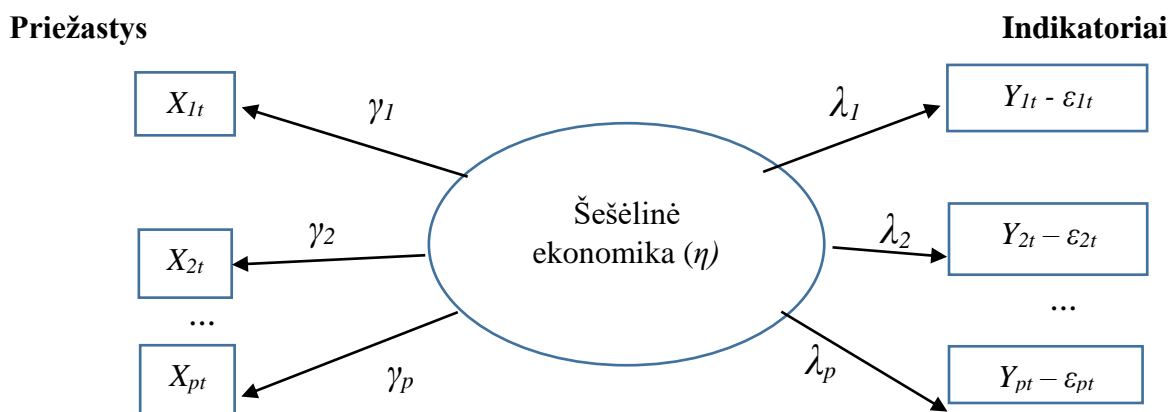 Priežastys
Indikatoriai
X1t
γ1
λ1
Y1t - ε1t
Šešėlinė
ekonomika (η)
X2t
γ2
λ2
Y2t – ε2t
...
...
Xpt
γp
λp
Ypt – εpt